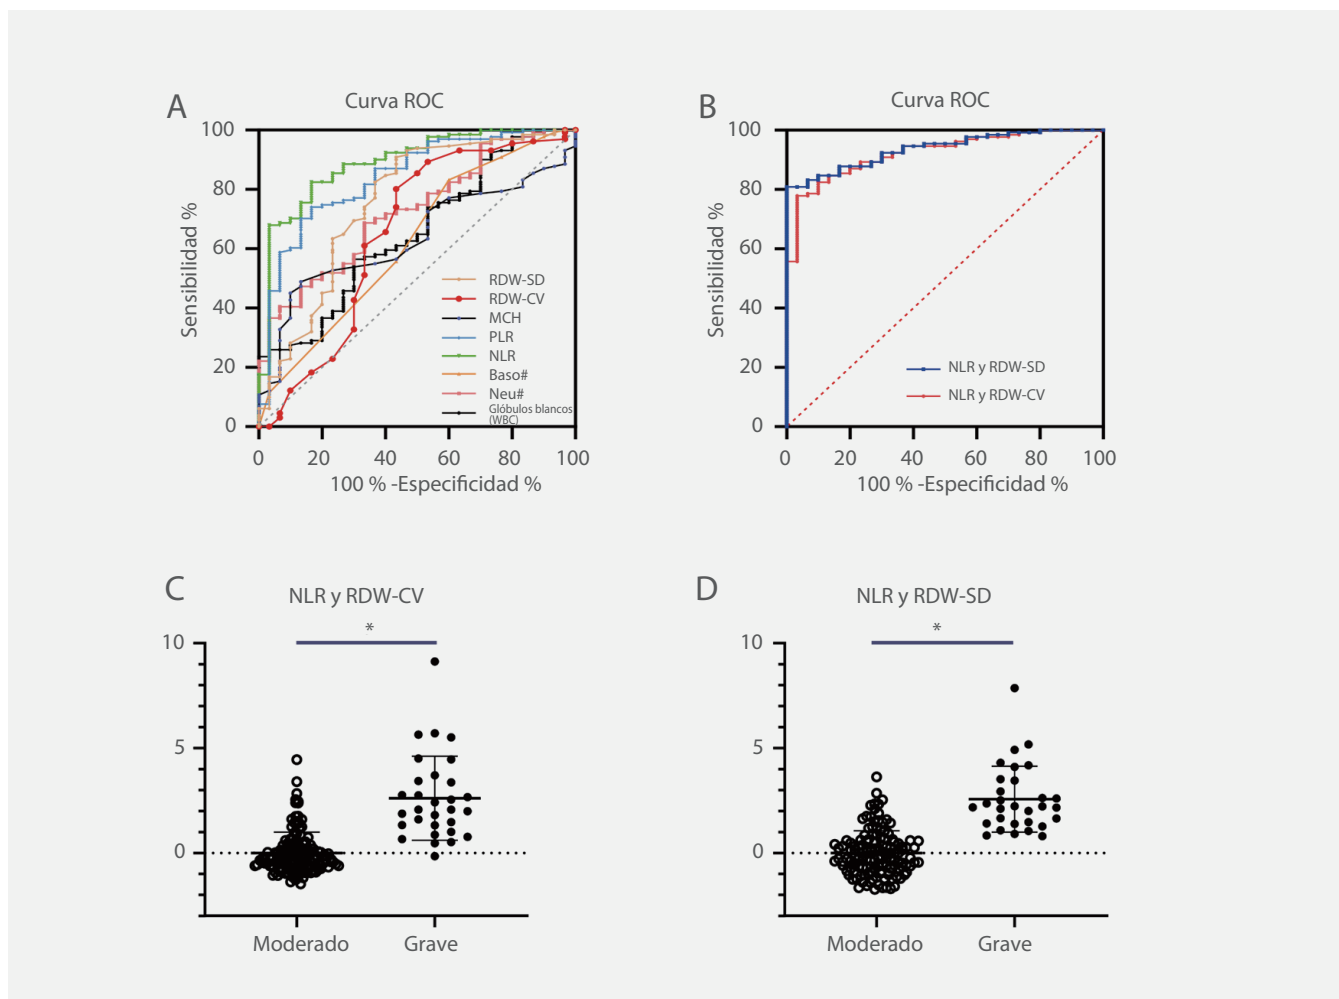 A
Curva ROC
Sensibilidad %
100
80
60
40
20
0
0 20 40 60 80 100
100 % -Especificidad %
RDW-SD
RDW-CV
MCH
PLR
NLR
Baso#
Neu#
Glóbulos blancos
(WBC)
B
Curva ROC
Sensibilidad %
100
80
60
40
20
0
0 20 40 60 80 100
100 % -Especificidad %
NLR y RDW-SD
NLR y RDW-CV
C
NLR y RDW-CV
*
10
5
0
Moderado Grave
D
NLR y RDW-SD
*
10
5
0
Moderado Grave